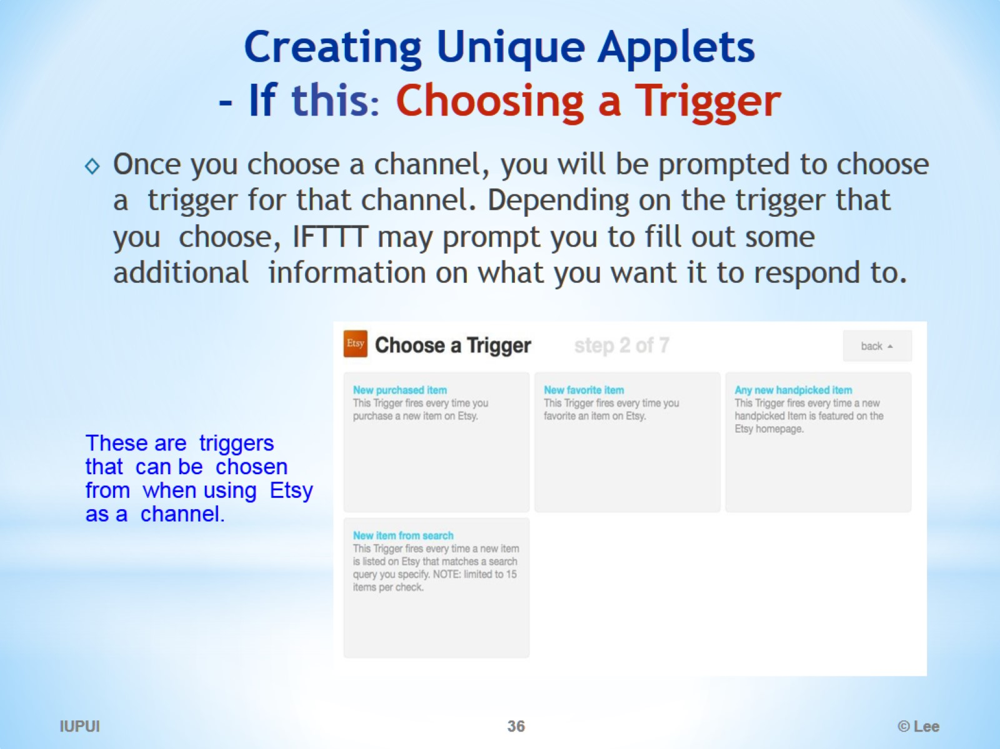 Creating Unique Applets
- If this: Choosing a Trigger
Once you choose a channel, you will be prompted to choose
a trigger for that channel. Depending on the trigger that
you choose, IFTTT may prompt you to fill out some
additional information on what you want it to respond to.
Etsy Choose a Trigger step 2 of 7 back
New purchased item
This Trigger fires every time you
purchase a new item on Etsy.
New favorite item
This Trigger fires every time you
favorite an item on Etsy.
Any new handpicked item
This Trigger fires every time a new
handpicked Item is featured on the
Etsy homepage.
These are triggers
that can be chosen
from when using Etsy
as a channel.
New item from search
This Trigger fires every time a new item
is listed on Etsy that matches a search
query you specify. NOTE: limited to 15
items per check.
IUPUI 36 © Lee